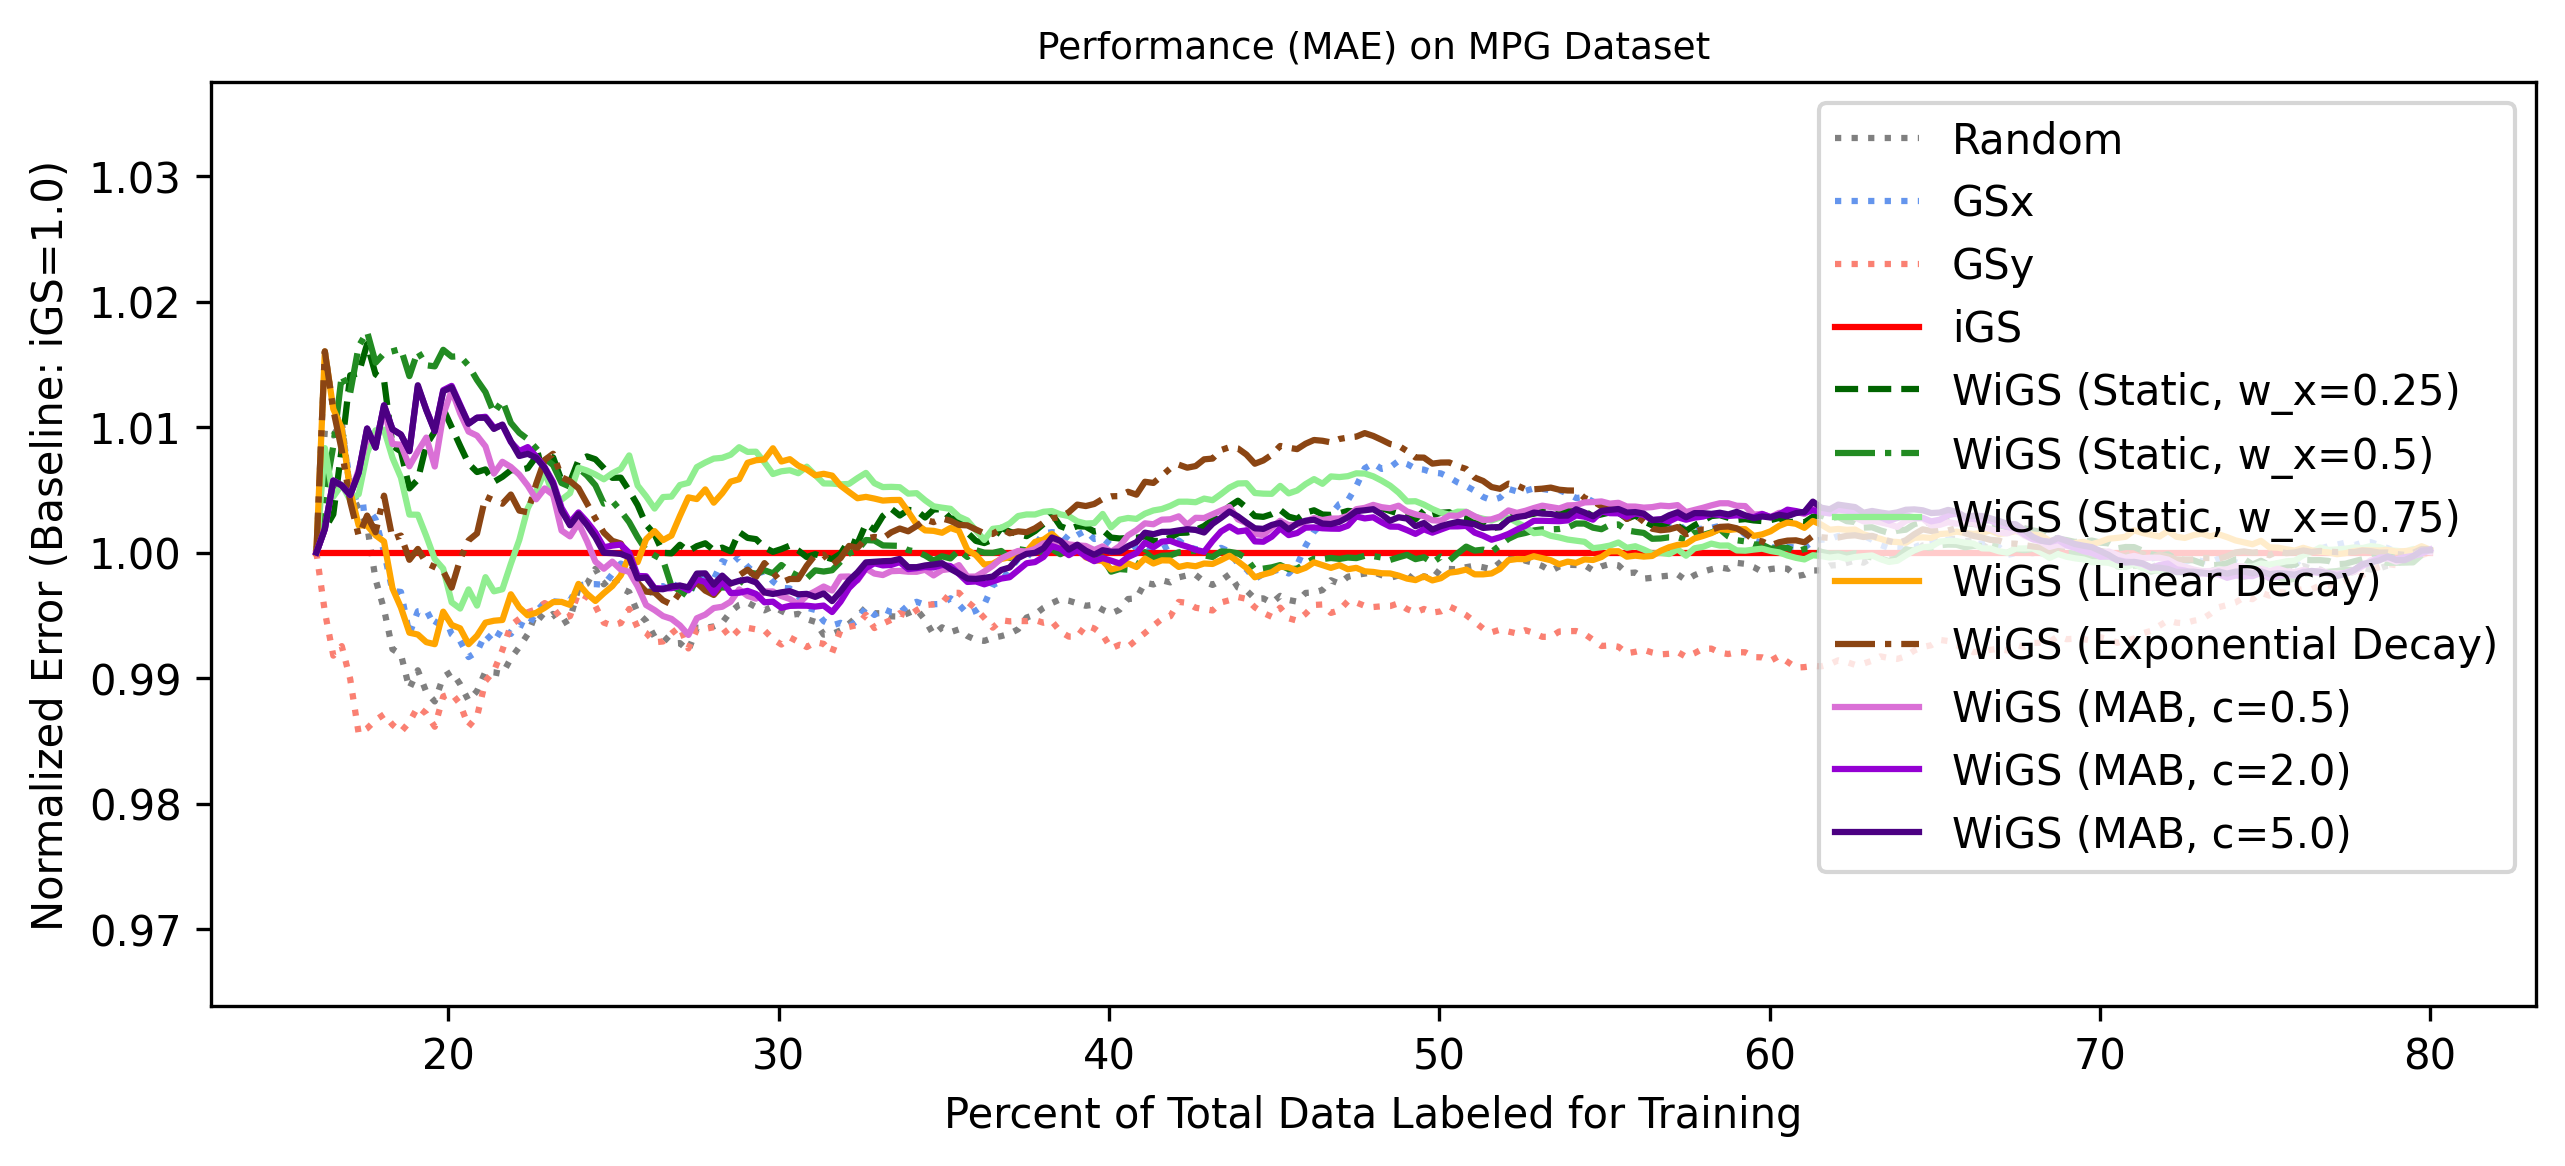 Performance (MAE) on MPG Dataset
Normalized Error (Baseline: iGS=1.0)
1.03
1.02
1.01
1.00
0.99
0.98
0.97
Random
GSx
GSy
iGS
WiGS (Static, w_x=0.25)
WiGS (Static, w_x=0.5)
WiGS (Static, w_x=0.75)
WiGS (Linear Decay)
WiGS (Exponential Decay)
WiGS (MAB, c=0.5)
WiGS (MAB, c=2.0)
WiGS (MAB, c=5.0)
20 30 40 50 60 70 80
Percent of Total Data Labeled for Training